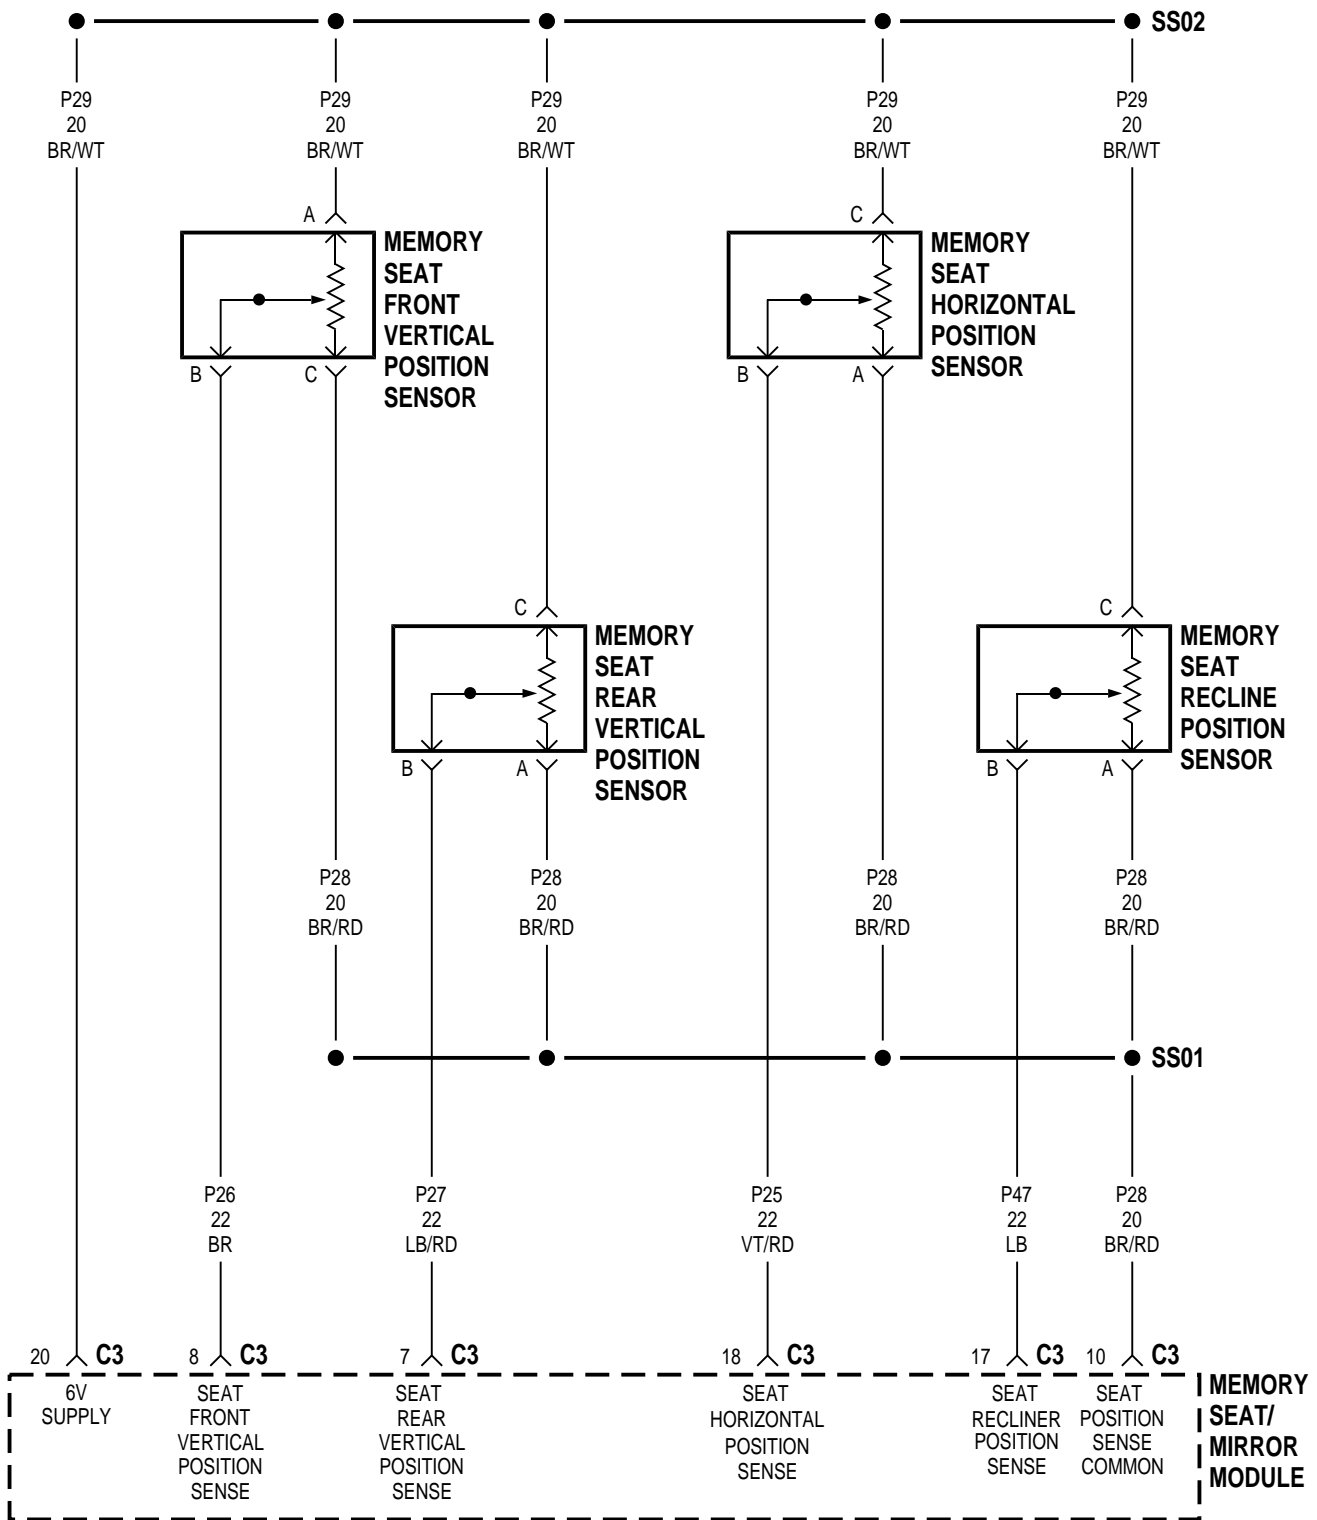 SS02
P29
20
BR/WT
P29
20
BR/WT
P29
20
BR/WT
P29
20
BR/WT
P29
20
BR/WT
A
MEMORY
SEAT
FRONT
VERTICAL
POSITION
SENSOR
B
C
C
MEMORY
SEAT
HORIZONTAL
POSITION
SENSOR
B
A
C
MEMORY
SEAT
REAR
VERTICAL
POSITION
SENSOR
B
A
C
MEMORY
SEAT
RECLINE
POSITION
SENSOR
B
A
P28
20
BR/RD
P28
20
BR/RD
P28
20
BR/RD
P28
20
BR/RD
SS01
P26
22
BR
P27
22
LB/RD
P25
22
VT/RD
P47
22
LB
P28
20
BR/RD
20 C3
8 C3
7 C3
18 C3
17 C3
10 C3
6V
SUPPLY
SEAT
FRONT
VERTICAL
POSITION
SENSE
SEAT
REAR
VERTICAL
POSITION
SENSE
SEAT
HORIZONTAL
POSITION
SENSE
SEAT
RECLINER
POSITION
SENSE
SEAT
POSITION
SENSE
COMMON
MEMORY
SEAT/
MIRROR
MODULE